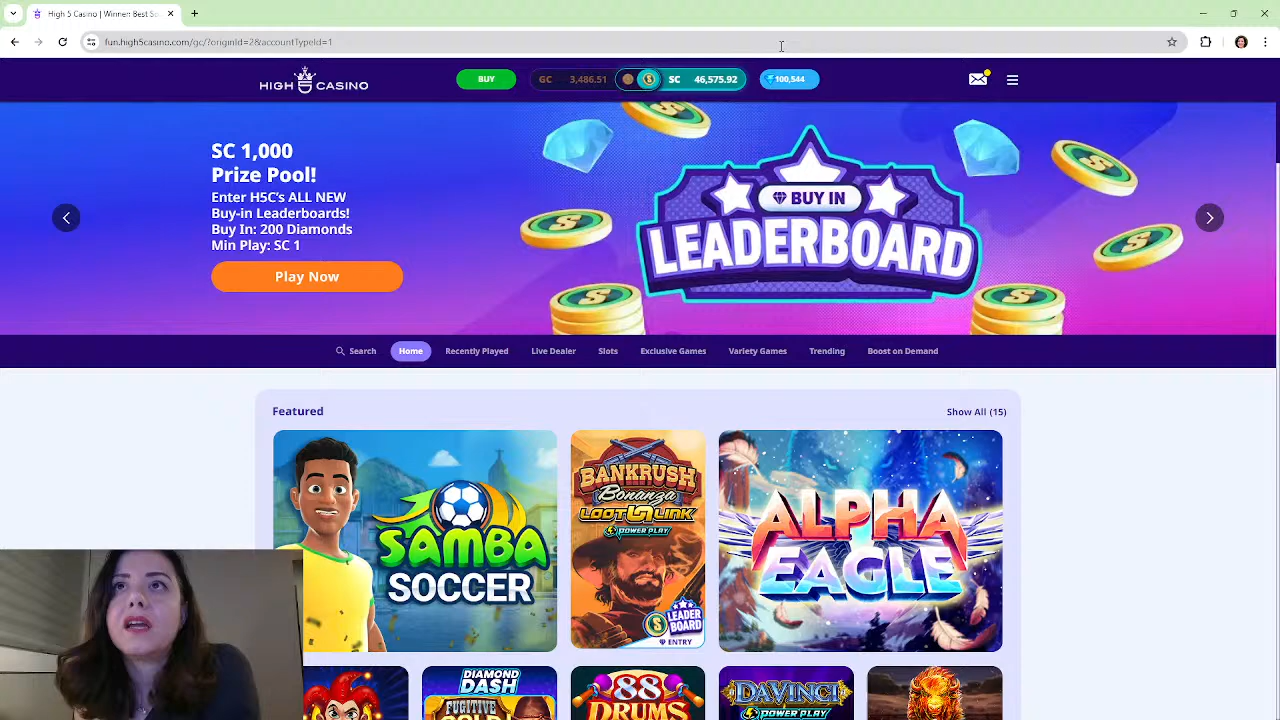 High 5 Casino | Winner Best So
fun.high5casino.com/gc/?originId=2&accountTypeId=1
HIGH 5 CASINO
BUY
GC 3,486.51
SC 46,575.92
100,544
SC 1,000
Prize Pool!
Enter H5C's ALL NEW
Buy-in Leaderboards!
Buy In: 200 Diamonds
Min Play: SC 1
Play Now
BUY IN
LEADERBOARD
Search
Home
Recently Played
Live Dealer
Slots
Exclusive Games
Variety Games
Trending
Boost on Demand
Featured
Show All (15)
SAMBA
SOCCER
BANKRUSH
Bonanza
LOOT LINK
POWER PLAY
LEADER
BOARD
ENTRY
ALPHA
EAGLE
DIAMOND
DASH
FUGITIVE
GOLD
88
DRUMS
DAVINCI
POWER PLAY